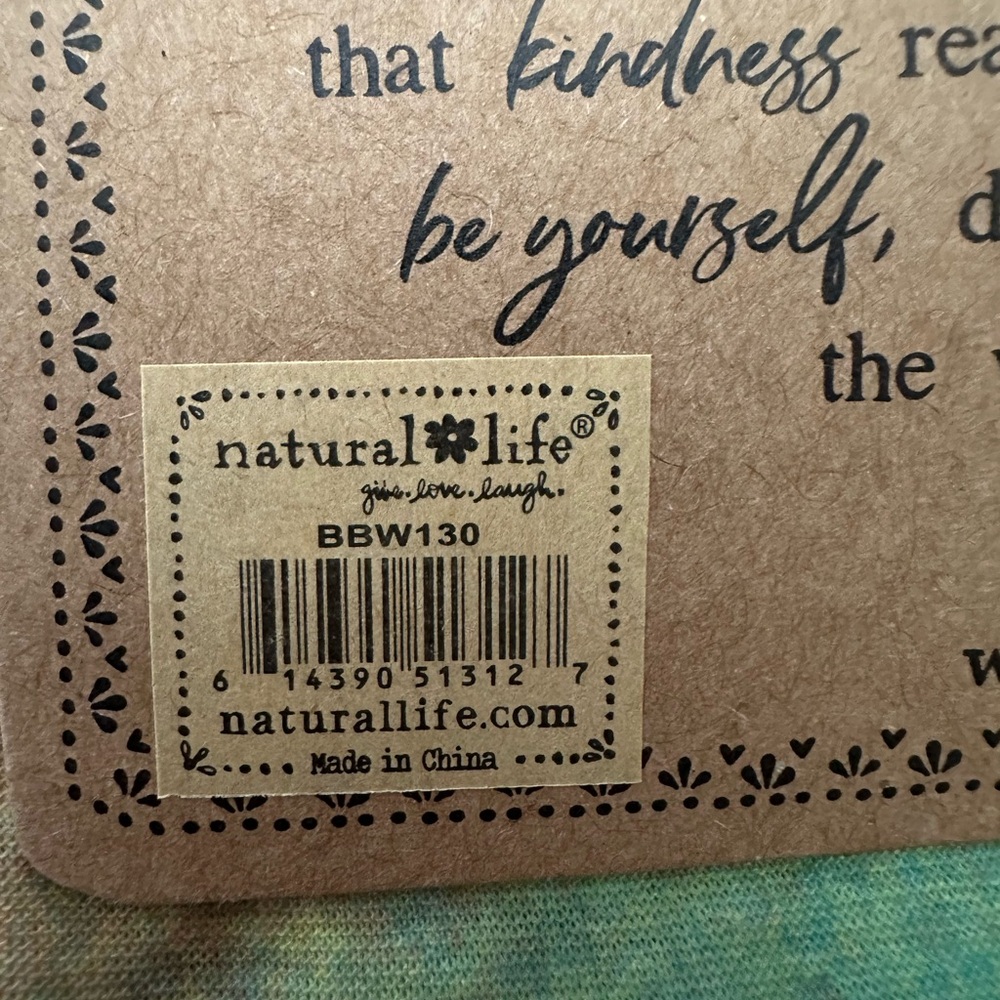 that kindness
be yourself,
the
natural life®
give.love.laugh.
BBW130
6 14390 51312 7
naturallife.com
Made in China